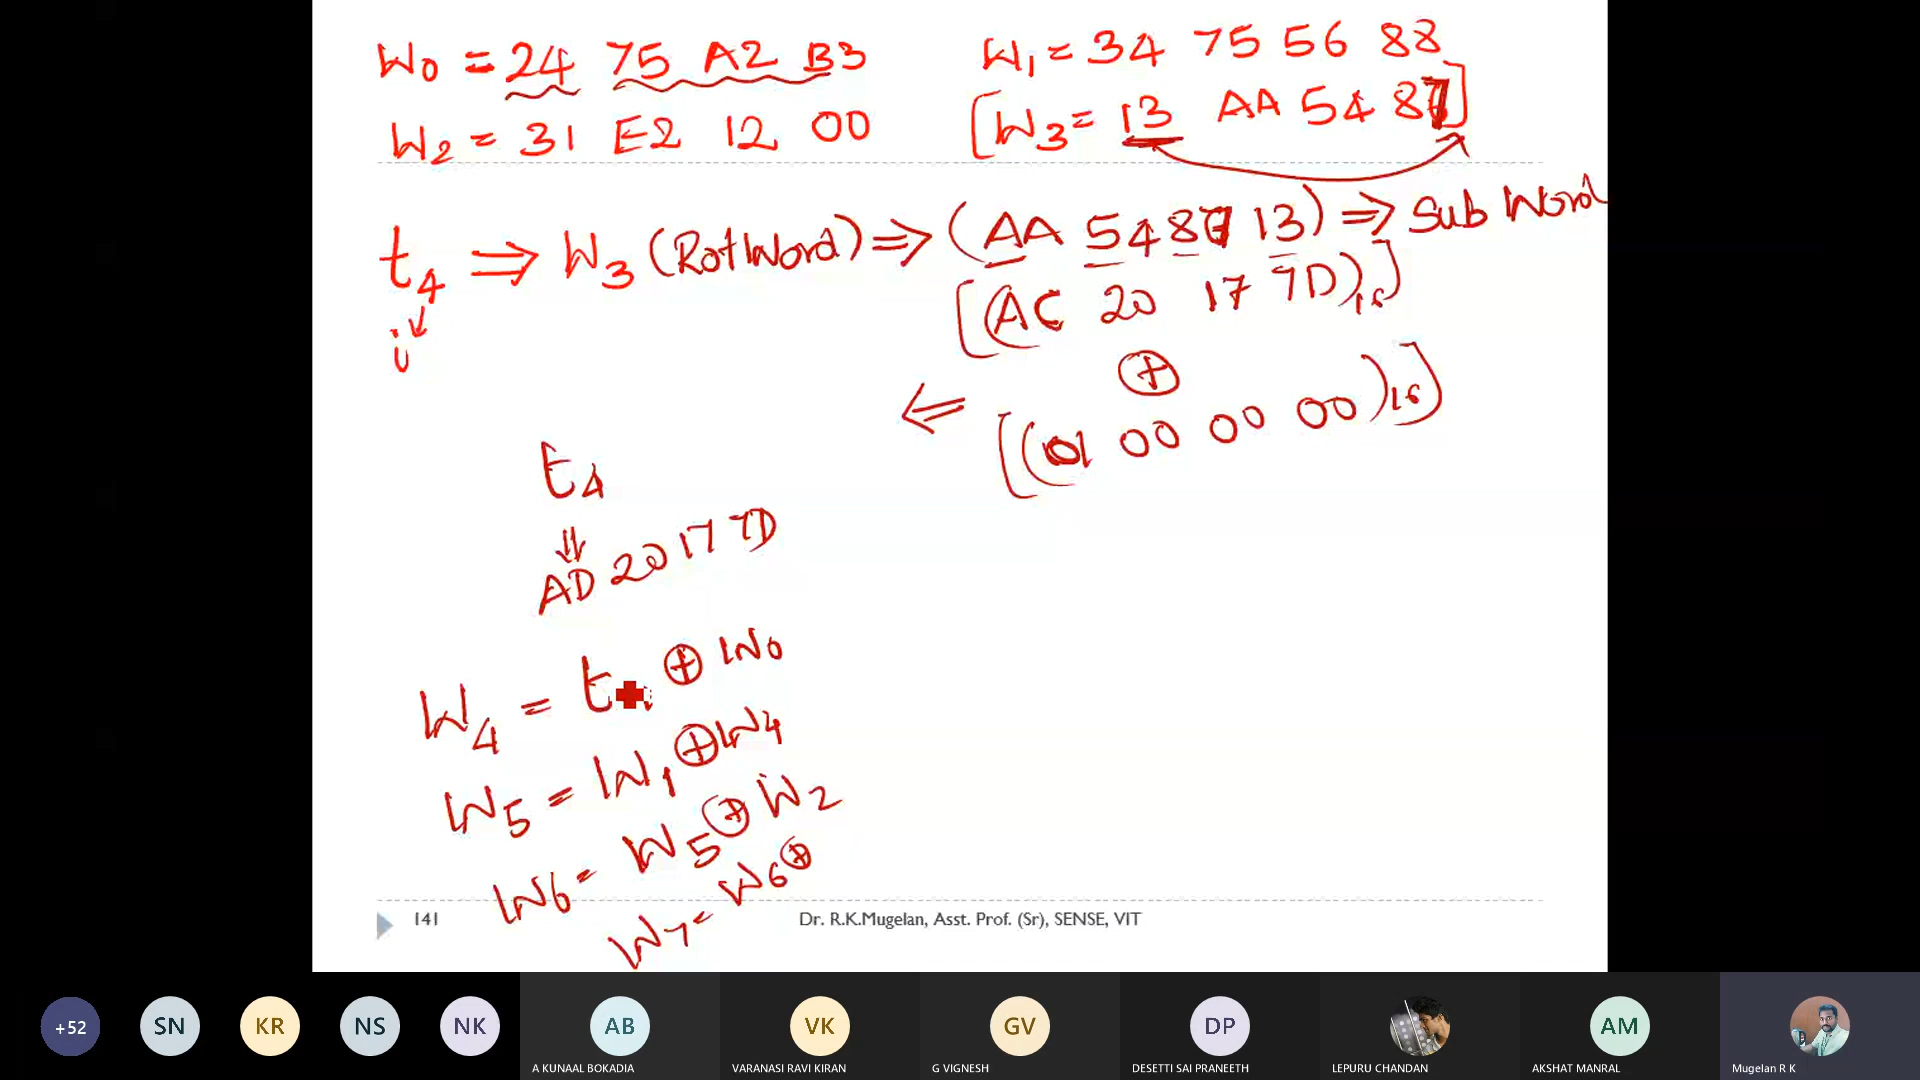 W0 = 24 75 A2 B3
W1 = 34 75 56 88
W2 = 31 E2 12 00
[W3 = 13 AA 54 87]
t4 ⇒ W3 (RotWord) ⇒ (AA 54 87 13) ⇒ Sub Word
i
[(AC 20 17 7D)16]
⊕
⇐ [(01 00 00 00)16]
t4
⇓
AD 20 17 7D
W4 = t ⊕ W0
W5 = W1 ⊕ W4
W6 = W5 ⊕ W2
W7 = W6 ⊕
141
Dr. R.K.Mugelan, Asst. Prof. (Sr), SENSE, VIT
+52
SN
KR
NS
NK
AB
A KUNAAL BOKADIA
VK
VARANASI RAVI KIRAN
GV
G VIGNESH
DP
DESETTI SAI PRANEETH
LEPURU CHANDAN
AM
AKSHAT MANRAL
Mugelan R K